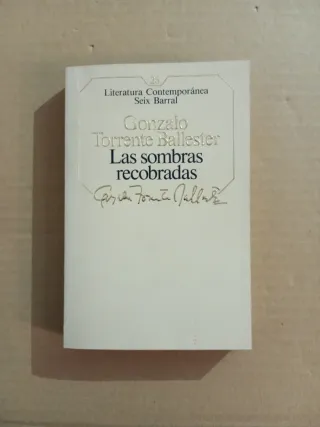 Literatura Contemporánea
Seix Barral
Gonzalo
Torrente Ballester
Las sombras
recobradas